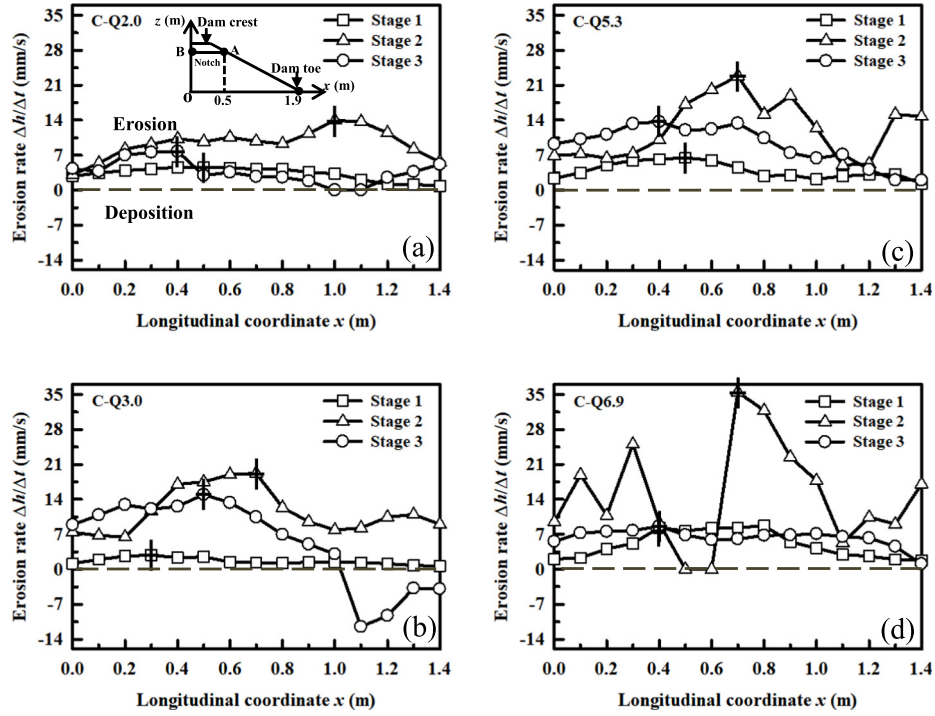 C-Q2.0
z (m)
Dam crest
B
A
Notch
Dam toe
x (m)
O
0.5
1.9
Stage 1
Stage 2
Stage 3
Erosion
Deposition
(a)
35
28
21
14
7
0
-7
-14
Erosion rate Δh/Δt (mm/s)
0.0 0.2 0.4 0.6 0.8 1.0 1.2 1.4
Longitudinal coordinate x (m)
C-Q5.3
Stage 1
Stage 2
Stage 3
(c)
35
28
21
14
7
0
-7
-14
Erosion rate Δh/Δt (mm/s)
0.0 0.2 0.4 0.6 0.8 1.0 1.2 1.4
Longitudinal coordinate x (m)
C-Q3.0
Stage 1
Stage 2
Stage 3
(b)
35
28
21
14
7
0
-7
-14
Erosion rate Δh/Δt (mm/s)
0.0 0.2 0.4 0.6 0.8 1.0 1.2 1.4
Longitudinal coordinate x (m)
C-Q6.9
Stage 1
Stage 2
Stage 3
(d)
35
28
21
14
7
0
-7
-14
Erosion rate Δh/Δt (mm/s)
0.0 0.2 0.4 0.6 0.8 1.0 1.2 1.4
Longitudinal coordinate x (m)